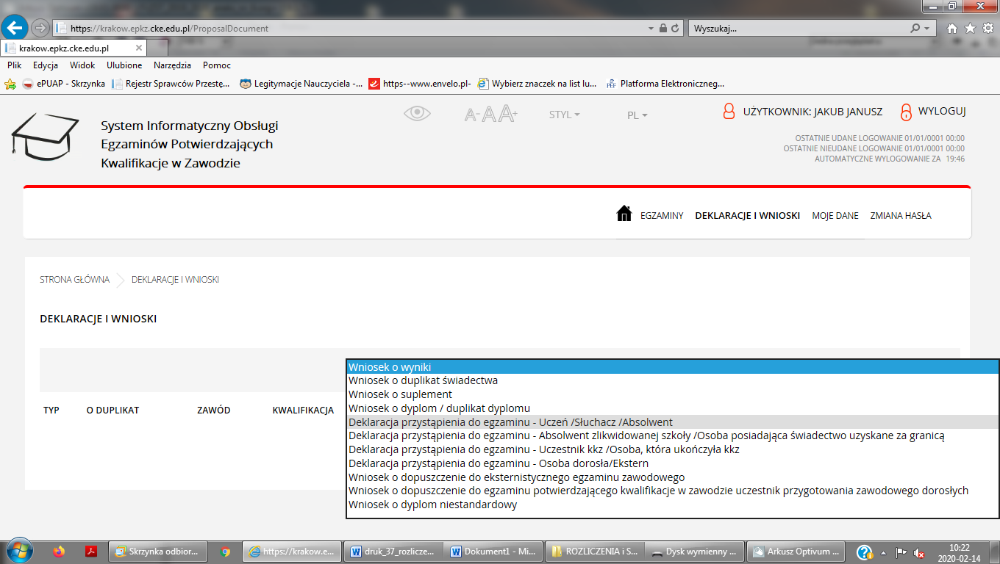 https://krakow.epkz.cke.edu.pl/ProposalDocument
Wyszukaj...
krakow.epkz.cke.edu.pl
Plik Edycja Widok Ulubione Narzędzia Pomoc
ePUAP - Skrzynka Rejestr Sprawców Przestę... Legitymacje Nauczyciela -... https--www.envelo.pl- Wybierz znaczek na list lu... Platforma Elektroniczneg...
System Informatyczny Obsługi
Egzaminów Potwierdzających
Kwalifikacje w Zawodzie
A- A A+ STYL PL
UŻYTKOWNIK: JAKUB JANUSZ WYLOGUJ
OSTATNIE UDANE LOGOWANIE 01/01/0001 00:00
OSTATNIE NIEUDANE LOGOWANIE 01/01/0001 00:00
AUTOMATYCZNE WYLOGOWANIE ZA 19:46
EGZAMINY DEKLARACJE I WNIOSKI MOJE DANE ZMIANA HASŁA
STRONA GŁÓWNA DEKLARACJE I WNIOSKI
DEKLARACJE I WNIOSKI
TYP O DUPLIKAT ZAWÓD KWALIFIKACJA
Wniosek o wyniki
Wniosek o duplikat świadectwa
Wniosek o suplement
Wniosek o dyplom / duplikat dyplomu
Deklaracja przystąpienia do egzaminu - Uczeń /Słuchacz /Absolwent
Deklaracja przystąpienia do egzaminu - Absolwent zlikwidowanej szkoły /Osoba posiadająca świadectwo uzyskane za granicą
Deklaracja przystąpienia do egzaminu - Uczestnik kkz /Osoba, która ukończyła kkz
Deklaracja przystąpienia do egzaminu - Osoba dorosła/Ekstern
Wniosek o dopuszczenie do eksternistycznego egzaminu zawodowego
Wniosek o dopuszczenie do egzaminu potwierdzającego kwalifikacje w zawodzie uczestnik przygotowania zawodowego dorosłych
Wniosek o dyplom niestandardowy
Skrzynka odbior... https://krakow.e... druk_37_rozlicze... Dokument1 - Mi... ROZLICZENIA i S... Dysk wymienny ... Arkusz Optivum ...
10:22
2020-02-14